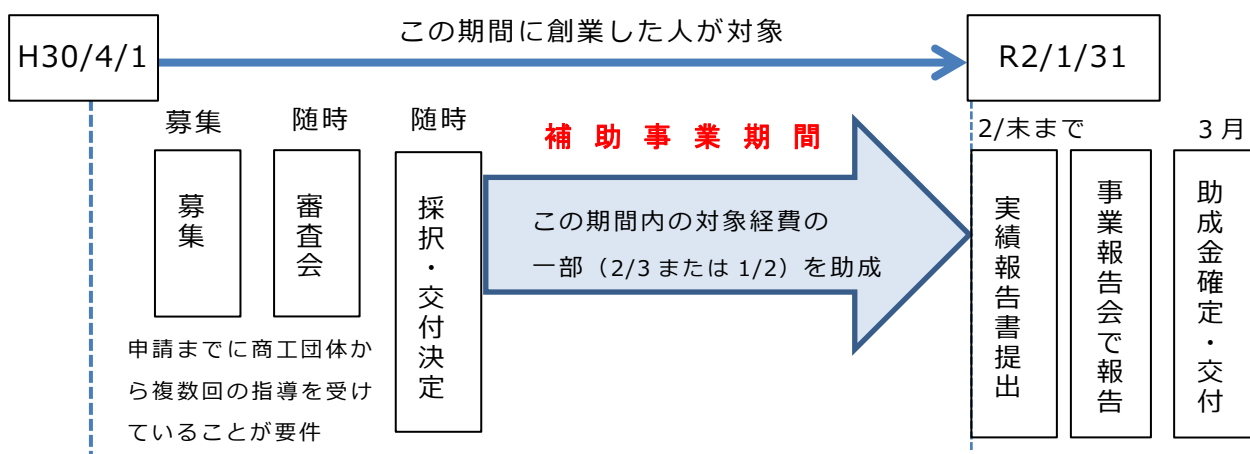 この期間に創業した人が対象
H30/4/1
R2/1/31
募集
随時
随時
補助事業期間
2/末まで
3月
募集
審査会
採択・交付決定
この期間内の対象経費の
一部（2/3または1/2）を助成
実績報告書提出
事業報告会で報告
助成金確定・交付
申請までに商工団体か
ら複数回の指導を受け
ていることが要件